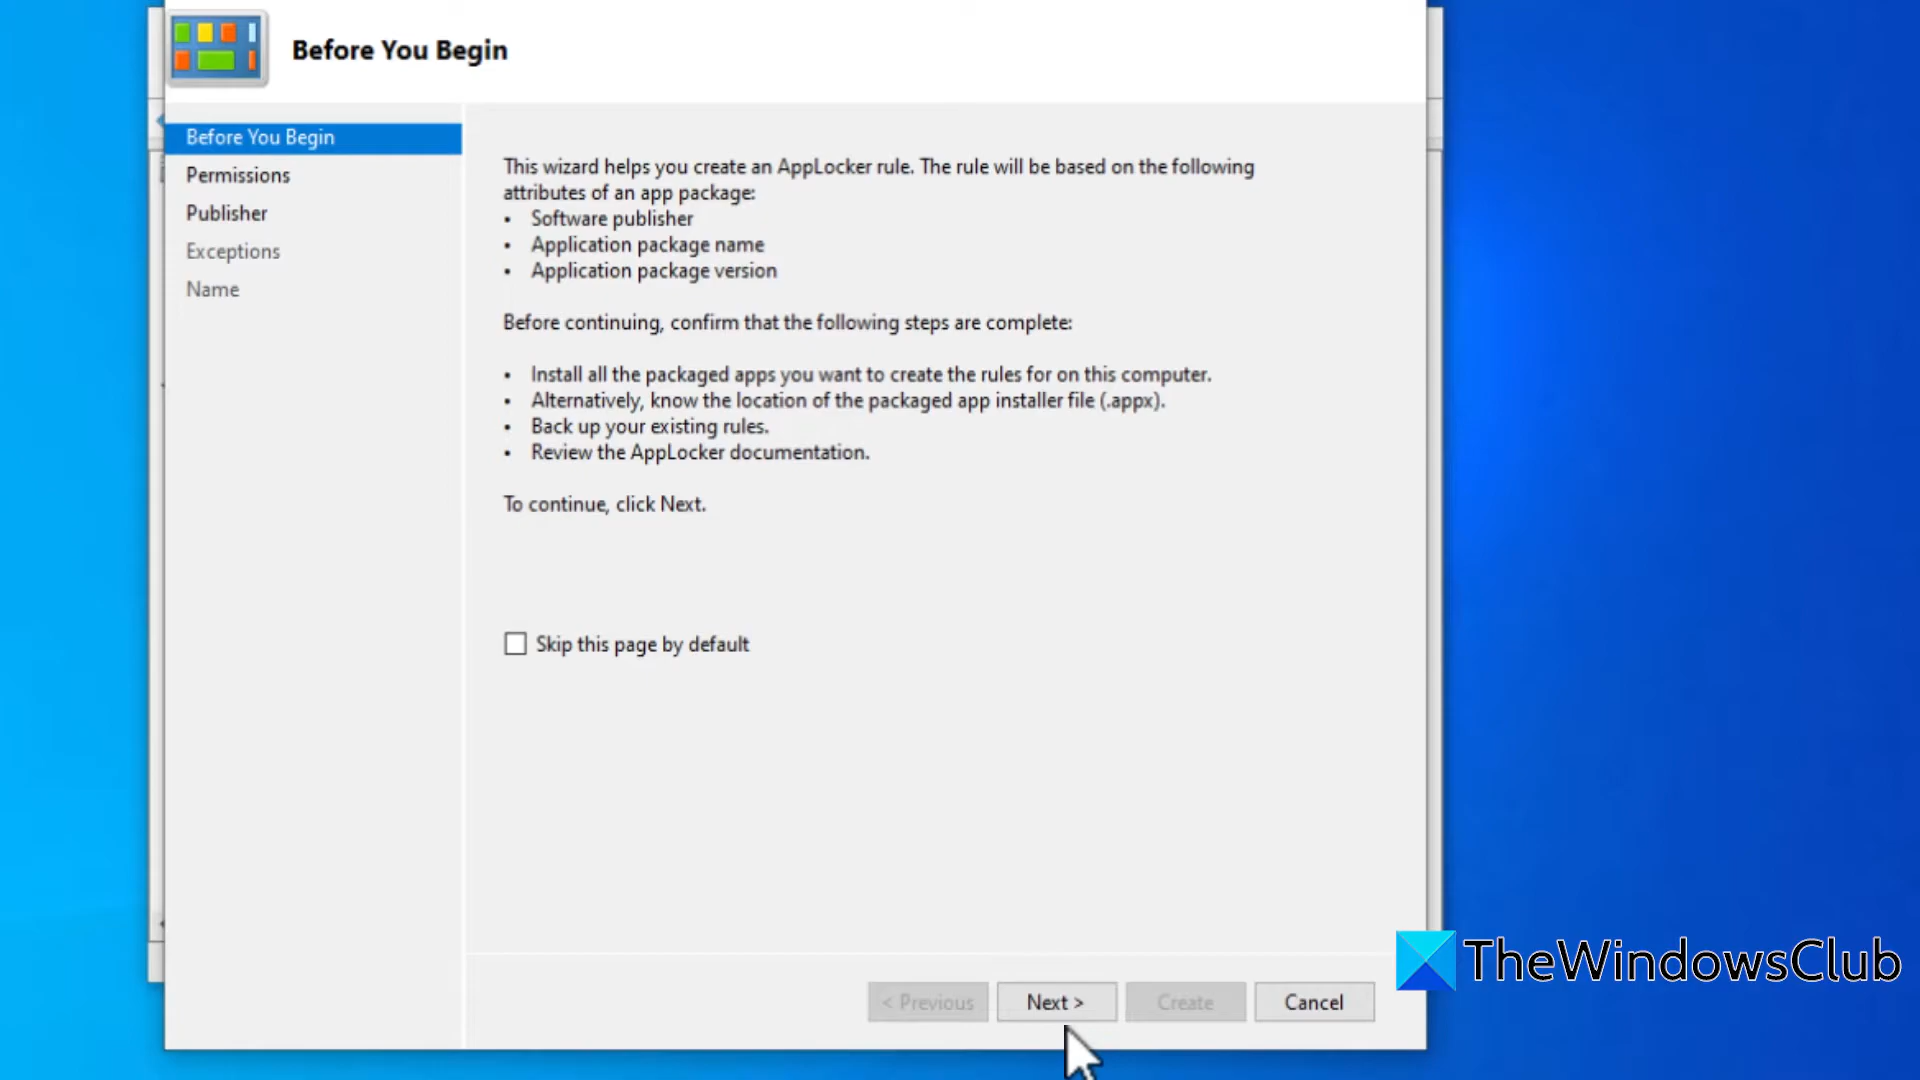 Before You Begin
Before You Begin
Permissions
Publisher
Exceptions
Name
This wizard helps you create an AppLocker rule. The rule will be based on the following
attributes of an app package:
• Software publisher
• Application package name
• Application package version
Before continuing, confirm that the following steps are complete:
• Install all the packaged apps you want to create the rules for on this computer.
• Alternatively, know the location of the packaged app installer file (.appx).
• Back up your existing rules.
• Review the AppLocker documentation.
To continue, click Next.
Skip this page by default
< Previous
Next >
Create
Cancel
TheWindowsClub